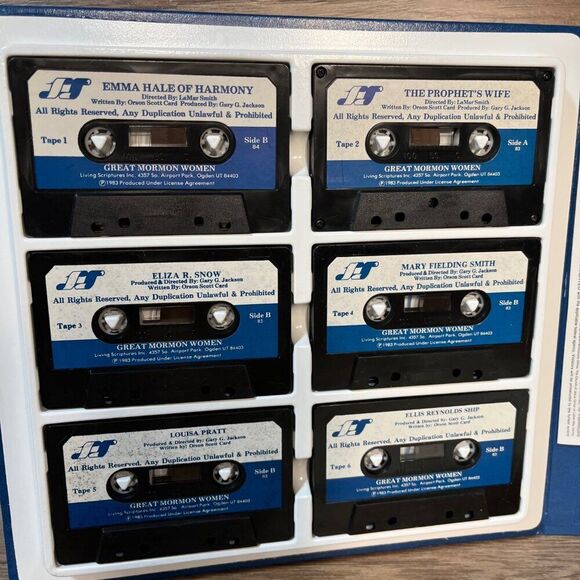 EMMA HALE OF HARMONY
Directed By: LaMar Smith
Written By: Orson Scott Card Produced By: Gary G. Jackson
All Rights Reserved, Any Duplication Unlawful & Prohibited
Tape 1
Side B
84
GREAT MORMON WOMEN
Living Scriptures Inc. 4357 So. Airport Park, Ogden UT 84403
Ⓟ1983 Produced Under License Agreement
THE PROPHET'S WIFE
Directed By: LaMar Smith
Written By: Orson Scott Card Produced By: Gary G. Jackson
All Rights Reserved, Any Duplication Unlawful & Prohibited
Tape 2
Side A
83
GREAT MORMON WOMEN
Living Scriptures Inc. 4357 So. Airport Park, Ogden UT 84403
Ⓟ1983 Produced Under License Agreement
ELIZA R. SNOW
Produced & Directed By: Gary G. Jackson
Written By: Orson Scott Card
All Rights Reserved, Any Duplication Unlawful & Prohibited
Tape 3
Side B
83
GREAT MORMON WOMEN
Living Scriptures Inc. 4357 So. Airport Park, Ogden UT 84403
Ⓟ1983 Produced Under License Agreement
MARY FIELDING SMITH
Produced & Directed By: Gary G. Jackson
Written By: Orson Scott Card
All Rights Reserved, Any Duplication Unlawful & Prohibited
Tape 4
Side B
83
GREAT MORMON WOMEN
Living Scriptures Inc. 4357 So. Airport Park, Ogden UT 84403
Ⓟ1983 Produced Under License Agreement
LOUISA PRATT
Produced & Directed By: Gary G. Jackson
Written by: Orson Scott Card
All Rights Reserved, Any Duplication Unlawful & Prohibited
Tape 5
Side B
83
GREAT MORMON WOMEN
Living Scriptures Inc. 4357 So. Airport Park, Ogden UT 84403
Ⓟ1983 Produced Under License Agreement
ELLIS REYNOLDS SHIP
Produced & Directed by: Gary G. Jackson
Written by: Orson Scott Card
All Rights Reserved, Any Duplication Unlawful & Prohibited
Tape 6
Side B
83
GREAT MORMON WOMEN
Living Scriptures Inc. 4357 So. Airport Park, Ogden UT 84403
Ⓟ1983 Produced Under License Agreement